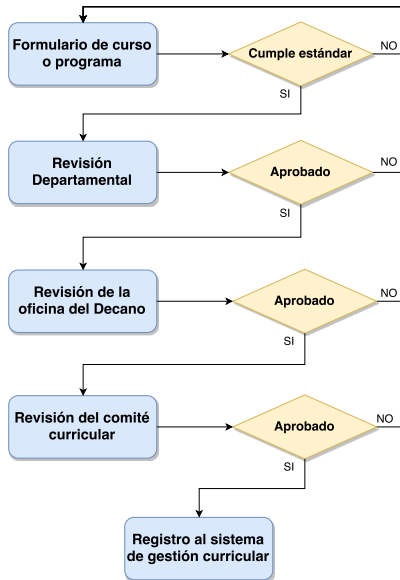 Formulario de curso
o programa
Cumple estándar
NO
SI
Revisión
Departamental
Aprobado
NO
SI
Revisión de la
oficina del Decano
Aprobado
NO
SI
Revisión del comité
curricular
Aprobado
NO
SI
Registro al sistema
de gestión curricular